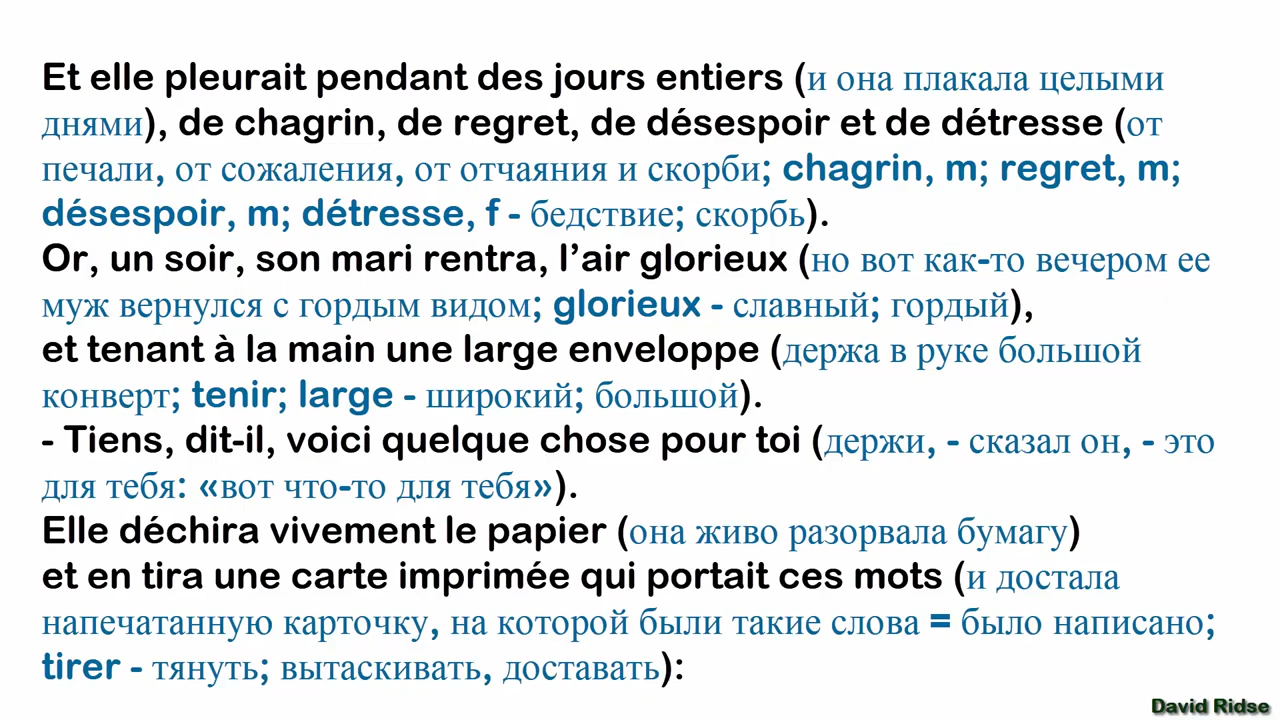 Et elle pleurait pendant des jours entiers (и она плакала целыми
днями), de chagrin, de regret, de désespoir et de détresse (от
печали, от сожаления, от отчаяния и скорби; chagrin, m; regret, m;
désespoir, m; détresse, f - бедствие; скорбь).
Or, un soir, son mari rentra, l’air glorieux (но вот как-то вечером ее
муж вернулся с гордым видом; glorieux - славный; гордый),
et tenant à la main une large enveloppe (держа в руке большой
конверт; tenir; large - широкий; большой).
- Tiens, dit-il, voici quelque chose pour toi (держи, - сказал он, - это
для тебя: «вот что-то для тебя»).
Elle déchira vivement le papier (она живо разорвала бумагу)
et en tira une carte imprimée qui portait ces mots (и достала
напечатанную карточку, на которой были такие слова = было написано;
tirer - тянуть; вытаскивать, доставать):
David Ridse